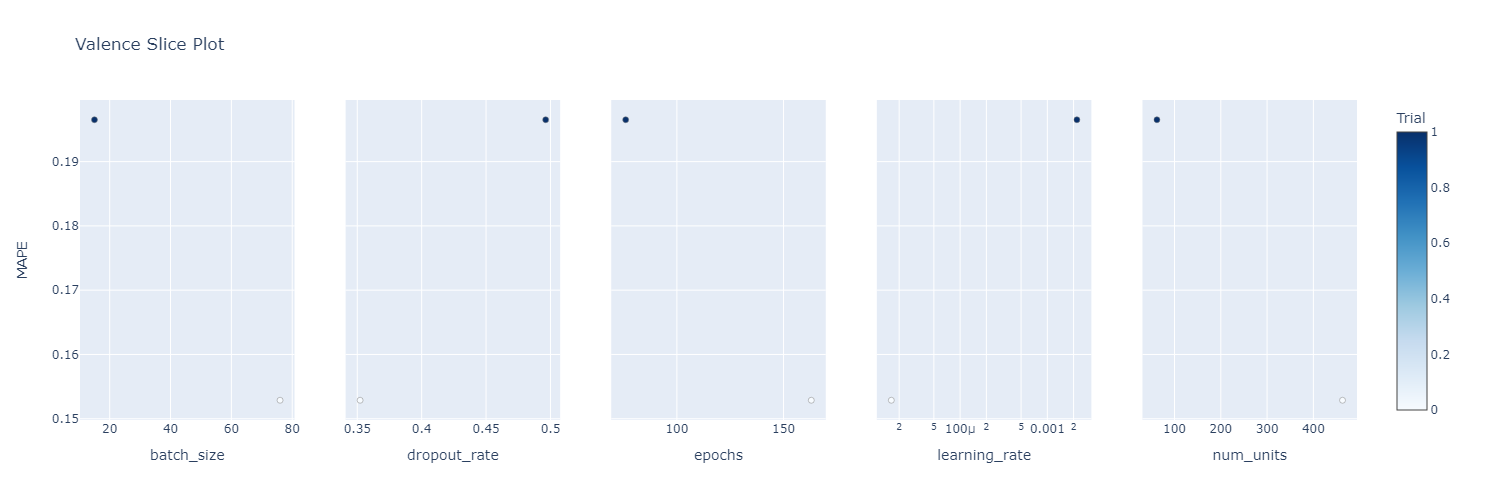 Valence Slice Plot
MAPE
0.19
0.18
0.17
0.16
0.15
20 40 60 80
batch_size
0.35 0.4 0.45 0.5
dropout_rate
100 150
epochs
2 5 100μ 2 5 0.001 2
learning_rate
100 200 300 400
num_units
Trial
1
0.8
0.6
0.4
0.2
0